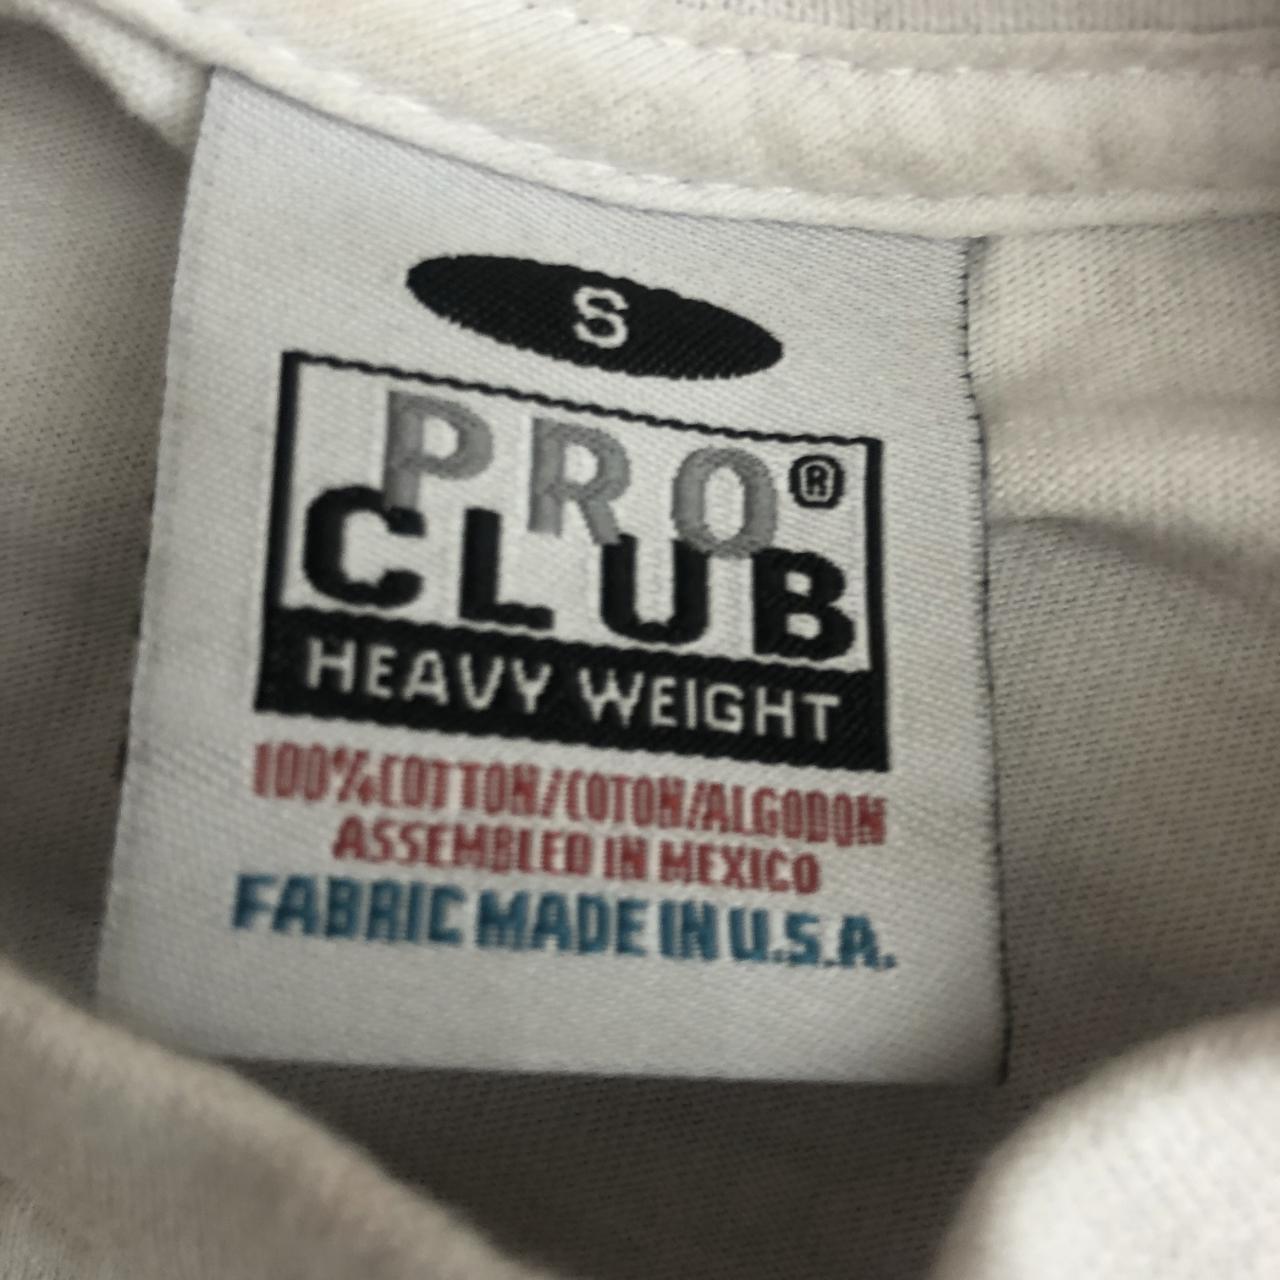 S
PRO®
CLUB
HEAVY WEIGHT
100%COTTON/COTON/ALGODON
ASSEMBLED IN MEXICO
FABRIC MADE IN U.S.A.